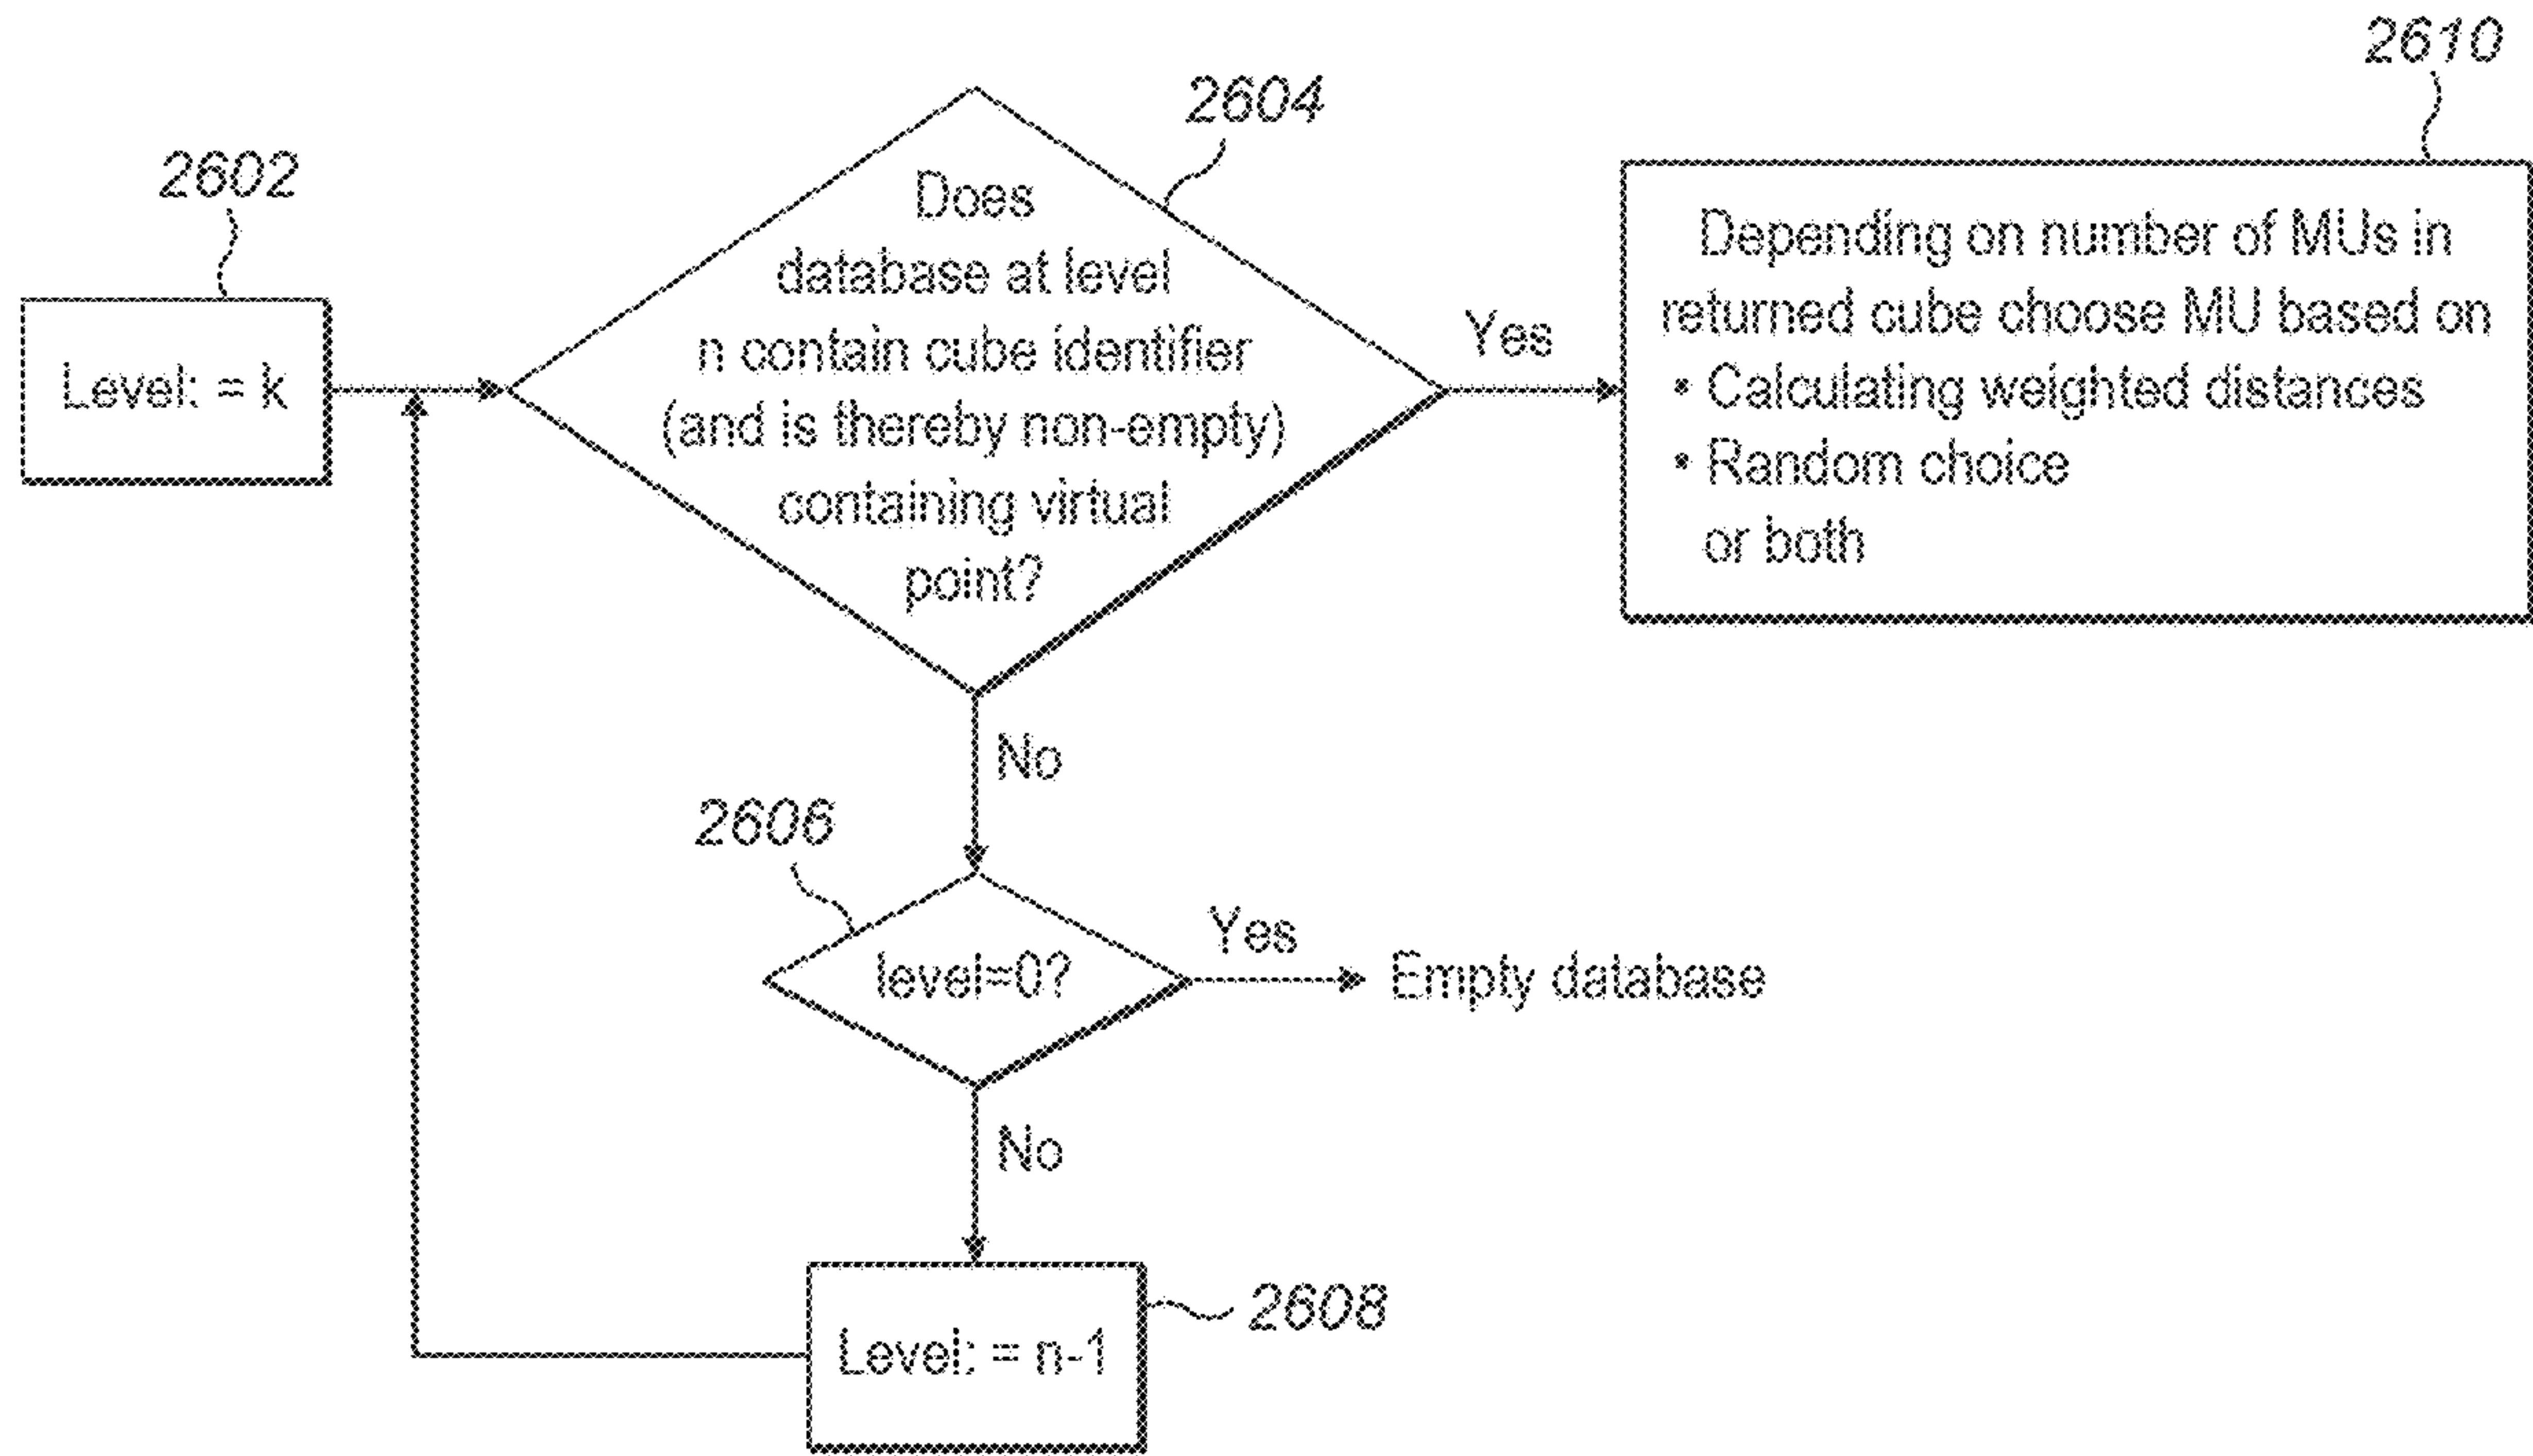 2602
Level: = k
2604
Does
database at level
n contain cube identifier
(and is thereby non-empty)
containing virtual
point?
Yes
2610
Depending on number of MUs in
returned cube choose MU based on
• Calculating weighted distances
• Random choice
or both
No
2606
level=0?
Yes
Empty database
No
2608
Level: = n-1